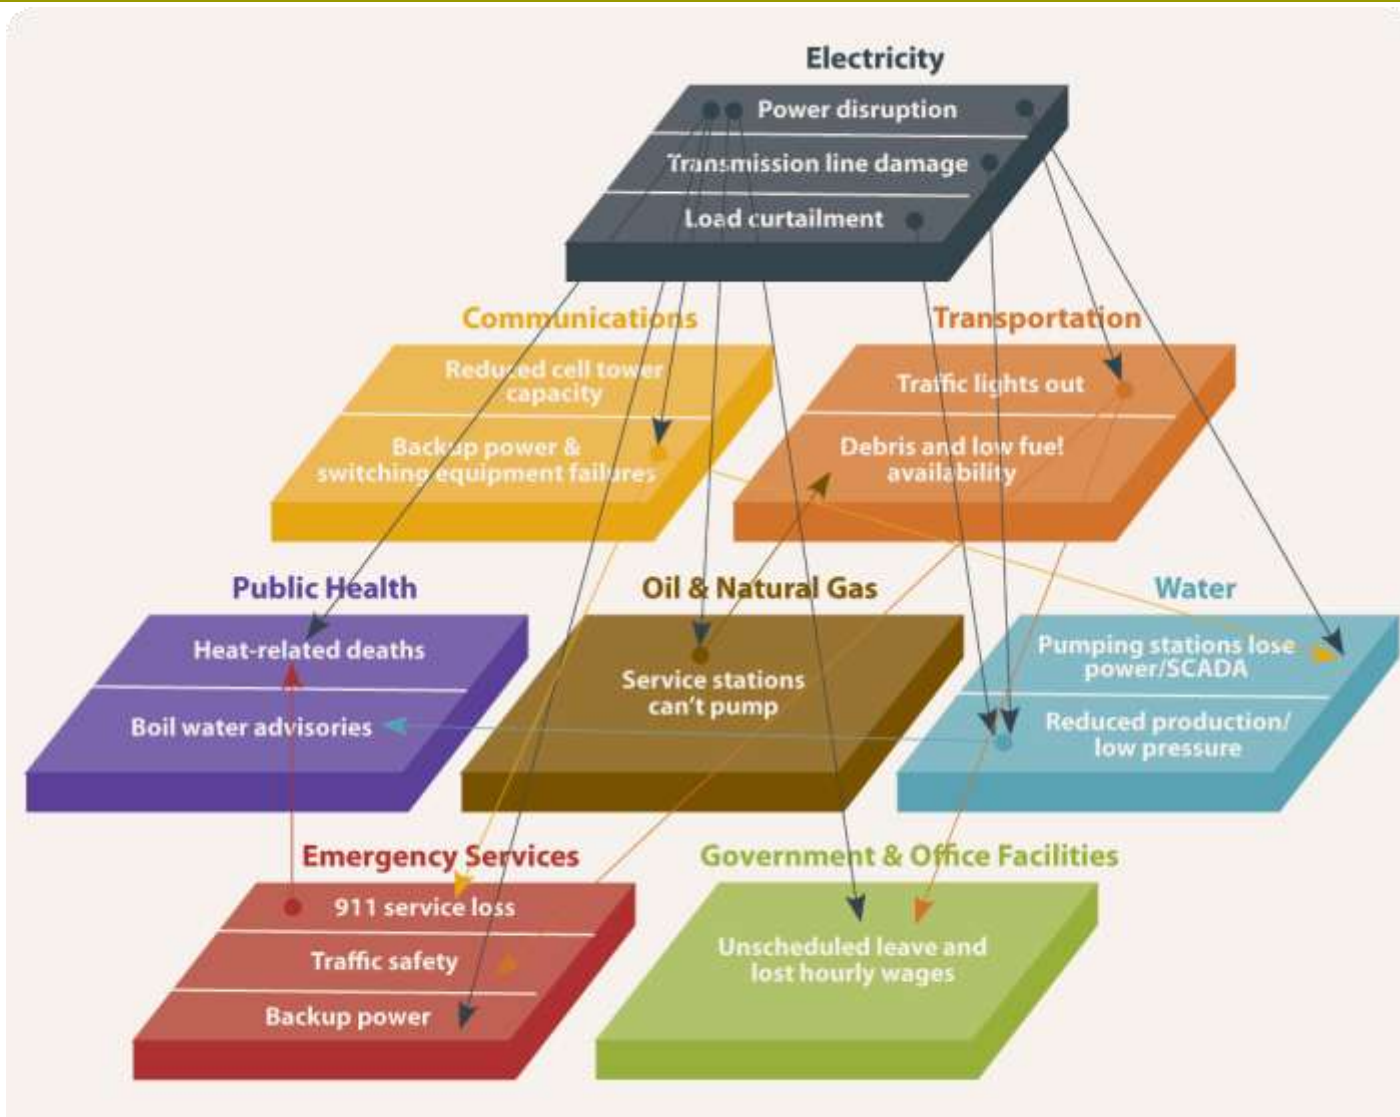 Electricity
Power disruption
Transmission line damage
Load curtailment
Communications
Reduced cell tower
capacity
Backup power &
switching equipment failures
Transportation
Traffic lights out
Debris and low fuel
availability
Public Health
Heat-related deaths
Boil water advisories
Oil & Natural Gas
Service stations
can't pump
Water
Pumping stations lose
power/SCADA
Reduced production/
low pressure
Emergency Services
911 service loss
Traffic safety
Backup power
Government & Office Facilities
Unscheduled leave and
lost hourly wages